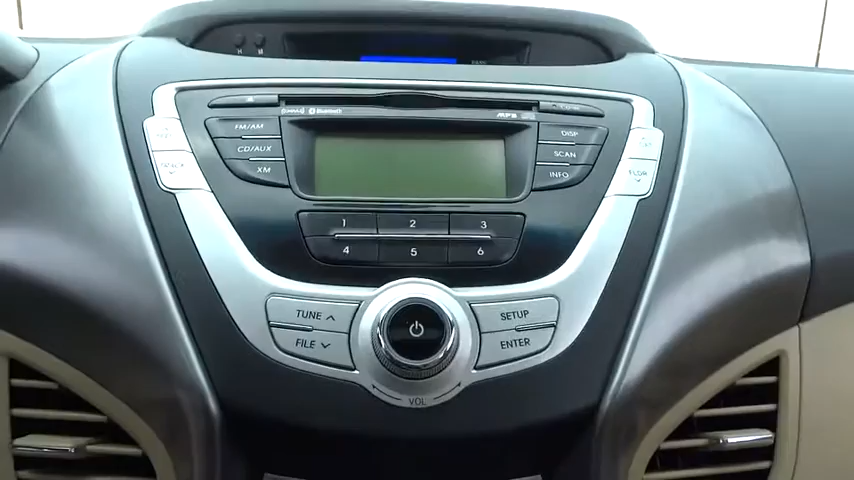 H M
Bluetooth MP3
FM/AM
CD/AUX
XM
DISP
SCAN
INFO
1 2 3
4 5 6
TUNE
FILE
SETUP
ENTER
VOL